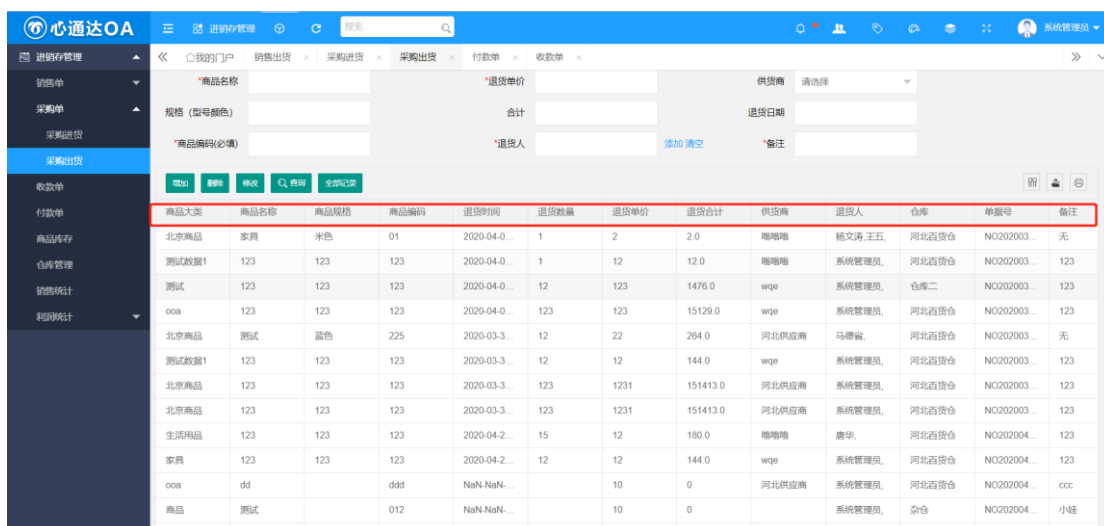 心通达OA 进销存管理 搜索 系统管理员
进销存管理 我的门户 销售出货 × 采购进货 × 采购出货 × 付款单 × 收款单 ×
销售单
采购单
采购进货
采购出货
收款单
付款单
商品库存
仓库管理
销售统计
利润统计
*商品名称 *退货单价 供货商 请选择
规格（型号颜色） 合计 退货日期
*商品编码(必填) *退货人 添加 清空 *备注
增加 删除 修改 查询 全部记录
商品大类 商品名称 商品规格 商品编码 退货时间 退货数量 退货单价 退货合计 供货商 退货人 仓库 单据号 备注
北京商品 家具 米色 01 2020-04-0... 1 2 2.0 嗡嗡嗡 杨文涛,王五, 河北百货仓 NO202003... 无
测试数据1 123 123 123 2020-04-0... 1 12 12.0 嗡嗡嗡 系统管理员, 河北百货仓 NO202003... 123
测试 123 123 123 2020-04-0... 12 123 1476.0 wqe 系统管理员, 仓库二 NO202003... 123
ooa 123 123 123 2020-04-0... 123 123 15129.0 wqe 系统管理员, 河北百货仓 NO202003... 123
北京商品 测试 蓝色 225 2020-03-3... 12 22 264.0 河北供应商 马德省, 河北百货仓 NO202003... 无
测试数据1 123 123 123 2020-03-3... 12 12 144.0 wqe 系统管理员, 河北百货仓 NO202003... 123
北京商品 123 123 123 2020-03-3... 123 1231 151413.0 河北供应商 系统管理员, 河北百货仓 NO202003... 123
北京商品 123 123 123 2020-03-3... 123 1231 151413.0 河北供应商 系统管理员, 河北百货仓 NO202003... 123
生活用品 123 123 123 2020-04-2... 15 12 180.0 嗡嗡嗡 唐华, 河北百货仓 NO202004... 123
家具 123 123 123 2020-04-2... 12 12 144.0 wqe 系统管理员, 河北百货仓 NO202004... 123
ooa dd ddd NaN-NaN-... 10 0 河北供应商 系统管理员, 河北百货仓 NO202004... ccc
商品 测试 012 NaN-NaN-... 10 0 系统管理员, 杂仓 NO202004... 小娃